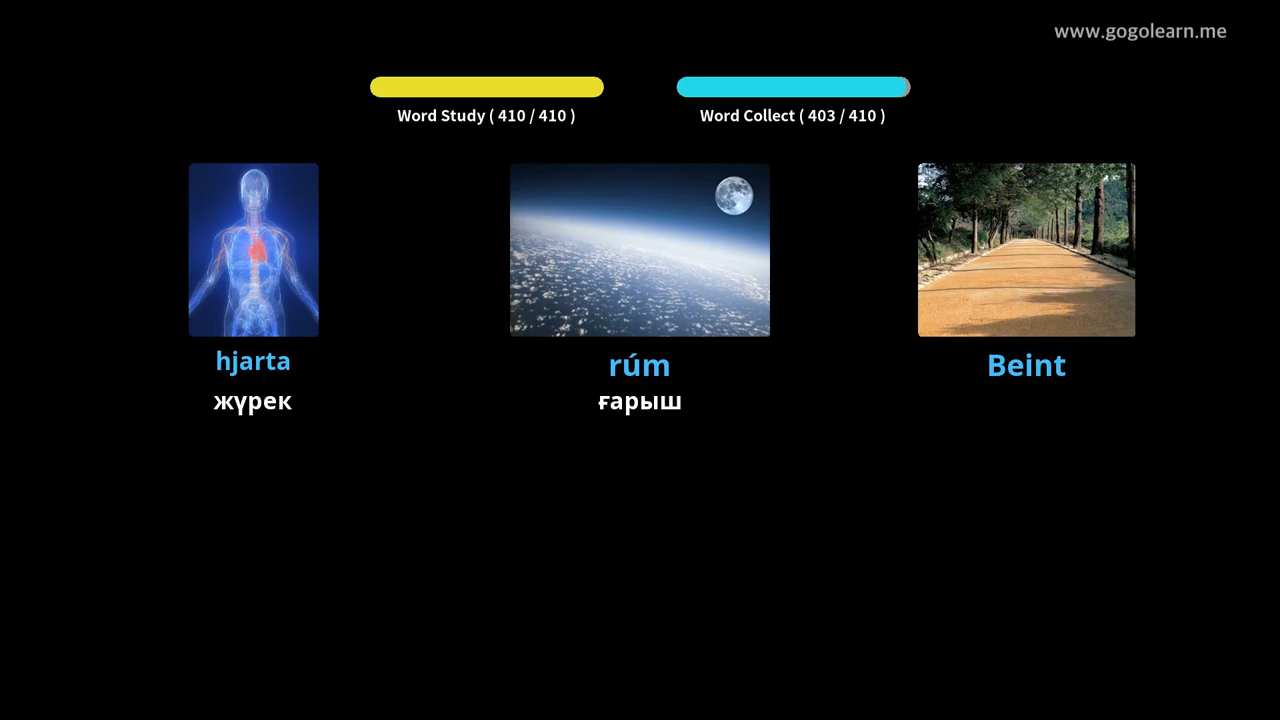 www.gogolearn.me
Word Study ( 410 / 410 )
Word Collect ( 403 / 410 )
hjarta
жүрек
rúm
ғарыш
Beint